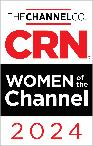 THE CHANNEL CO.
CRN
WOMEN of the
Channel
2024